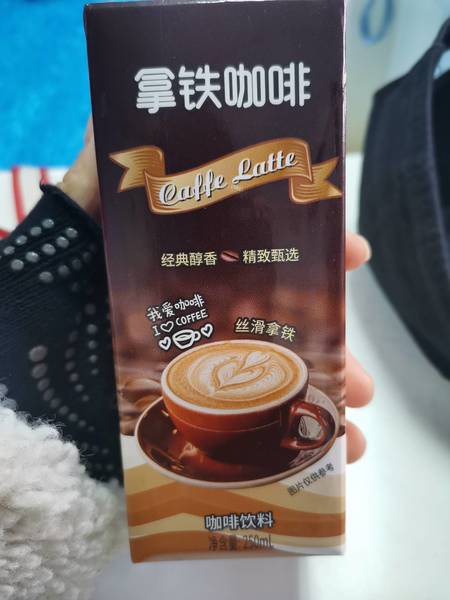 拿铁咖啡
Caffe Latte
经典醇香 精致甄选
我爱咖啡
I COFFEE
丝滑拿铁
图片仅供参考
咖啡饮料
净含量:250mL